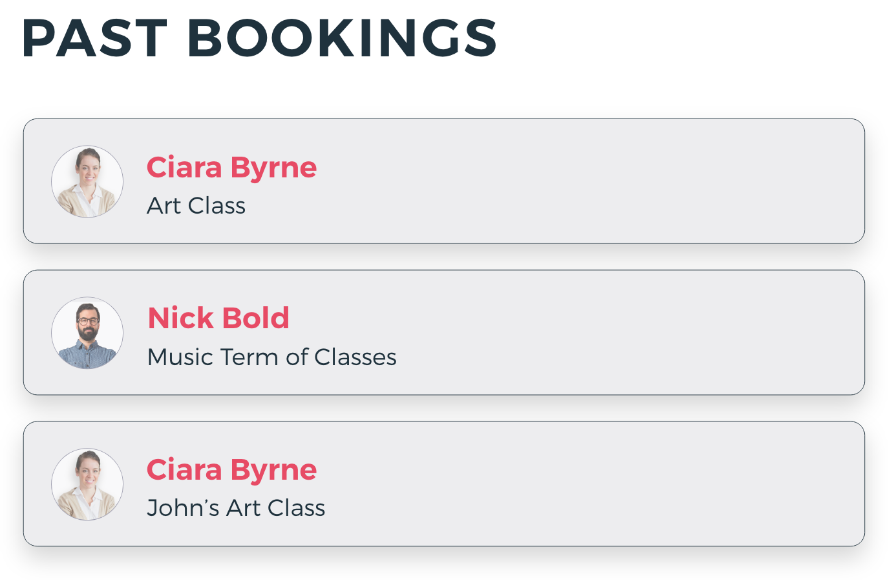 PAST BOOKINGS
Ciara Byrne
Art Class
Nick Bold
Music Term of Classes
Ciara Byrne
John’s Art Class